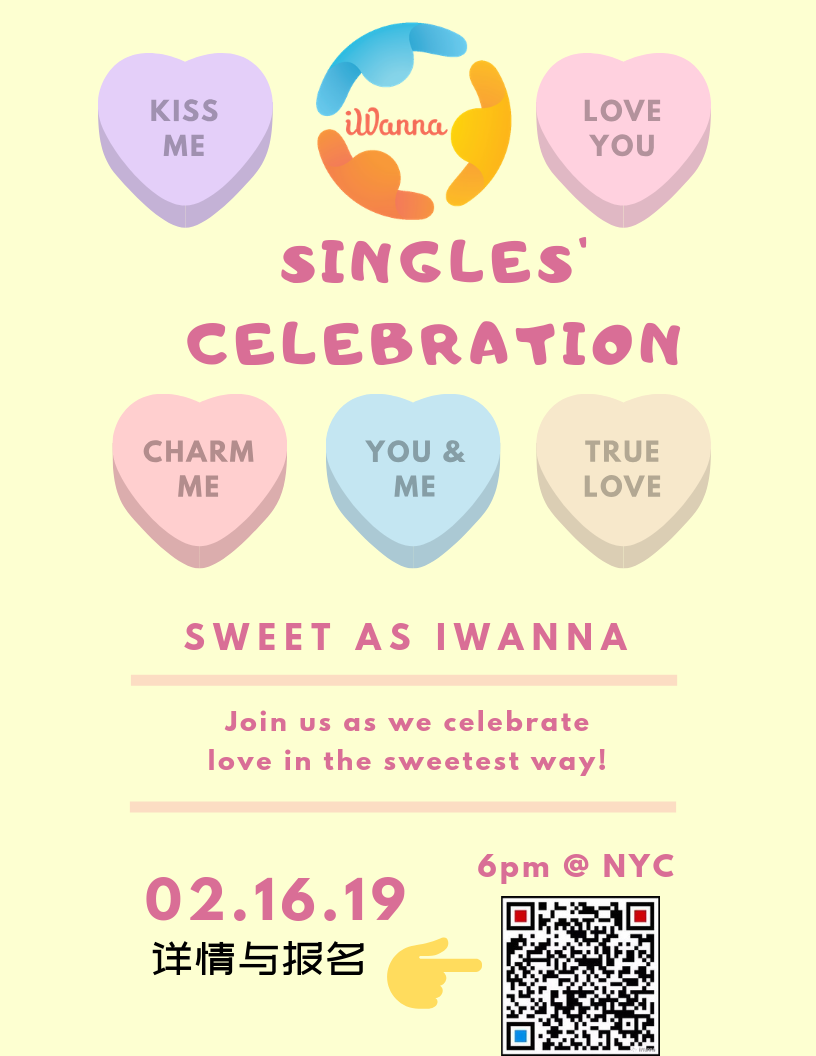 KISS
ME
iWanna
LOVE
YOU
SINGLES'
CELEBRATION
CHARM
ME
YOU &
ME
TRUE
LOVE
SWEET AS IWANNA
Join us as we celebrate
love in the sweetest way!
6pm @ NYC
02.16.19
详情与报名